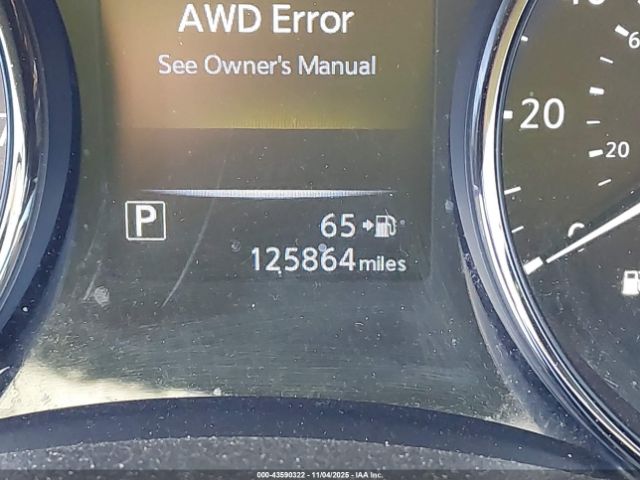 AWD Error
See Owner's Manual
20
20
P
65
125864 miles
000-43590322 - 11/04/2025 - IAA Inc.